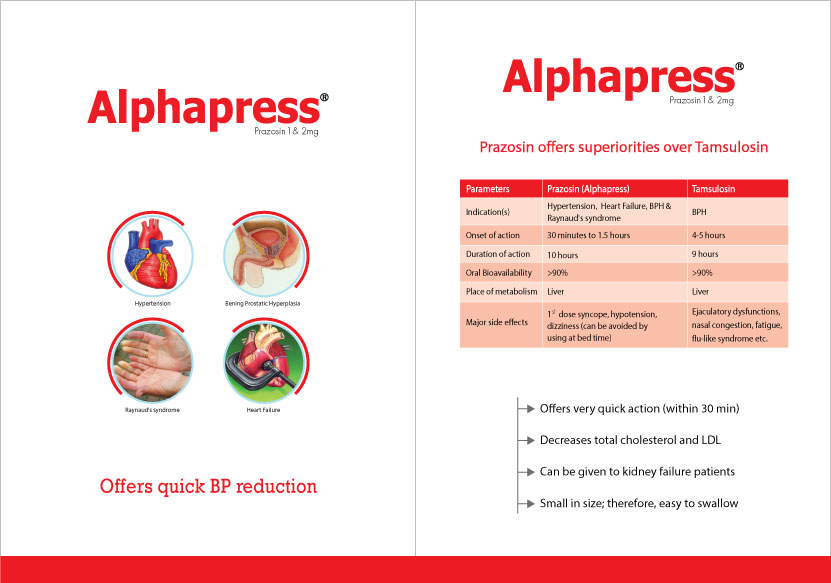 Alphapress®
Prazosin 1 & 2mg
Hypertension
Bening Prostatic Hyperplasia
Raynaud's syndrome
Heart Failure
Offers quick BP reduction
Alphapress®
Prazosin 1 & 2mg
Prazosin offers superiorities over Tamsulosin
Parameters Prazosin (Alphapress) Tamsulosin
Indication(s) Hypertension, Heart Failure, BPH & Raynaud's syndrome BPH
Onset of action 30 minutes to 1.5 hours 4-5 hours
Duration of action 10 hours 9 hours
Oral Bioavailability >90% >90%
Place of metabolism Liver Liver
Major side effects 1st dose syncope, hypotension, dizziness (can be avoided by using at bed time) Ejaculatory dysfunctions, nasal congestion, fatigue, flu-like syndrome etc.
Offers very quick action (within 30 min)
Decreases total cholesterol and LDL
Can be given to kidney failure patients
Small in size; therefore, easy to swallow